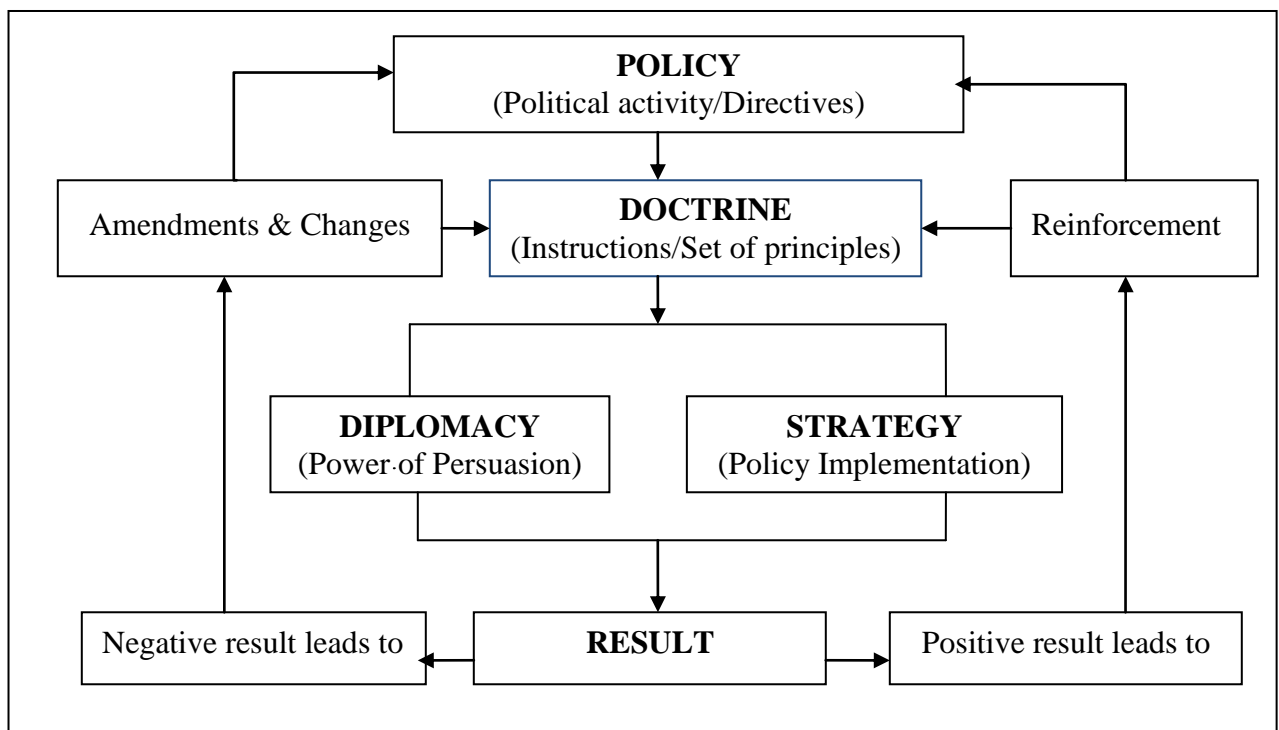 POLICY
(Political activity/Directives)
Amendments & Changes
DOCTRINE
(Instructions/Set of principles)
Reinforcement
DIPLOMACY
(Power of Persuasion)
STRATEGY
(Policy Implementation)
Negative result leads to
RESULT
Positive result leads to